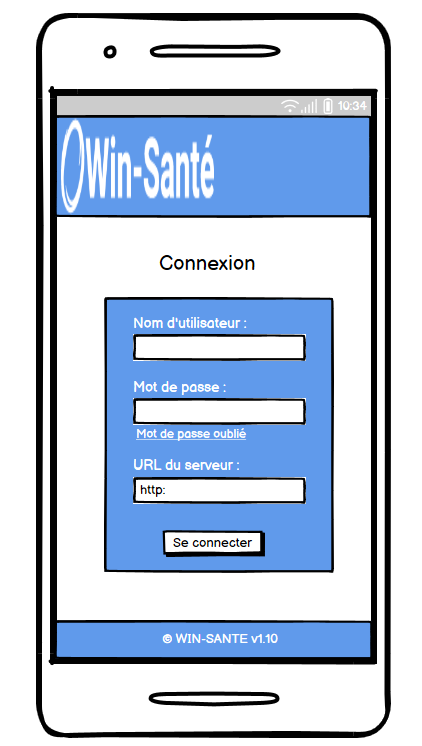 10:34
Win-Santé
Connexion
Nom d'utilisateur :
Mot de passe :
Mot de passe oublié
URL du serveur :
http:
Se connecter
© WIN-SANTE v1.10